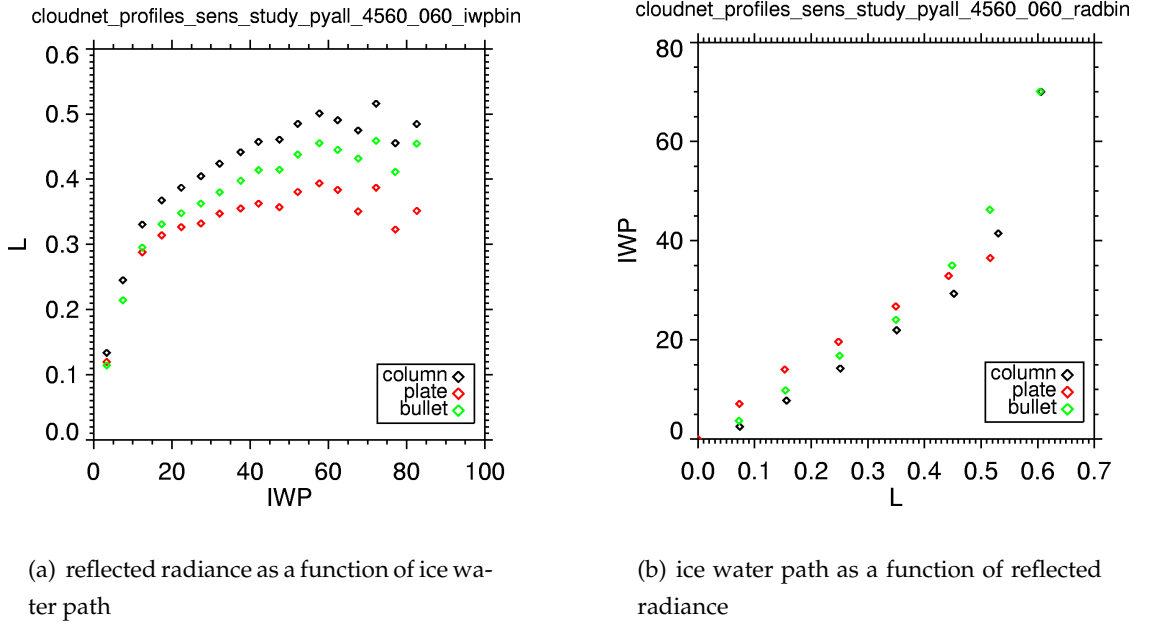 cloudnet_profiles_sens_study_pyall_4560_060_iwpbin
0.6
0.5
0.4
0.3
0.2
0.1
0.0
L
0 20 40 60 80 100
IWP
column
plate
bullet
(a) reflected radiance as a function of ice wa-
ter path
cloudnet_profiles_sens_study_pyall_4560_060_radbin
80
60
40
20
0
IWP
0.0 0.1 0.2 0.3 0.4 0.5 0.6 0.7
L
column
plate
bullet
(b) ice water path as a function of reflected
radiance